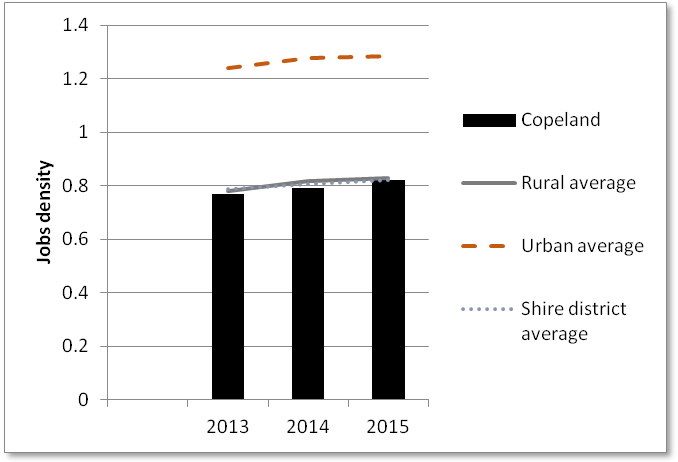 1.4
1.2
1
0.8
0.6
0.4
0.2
0
Jobs density
2013 2014 2015
Copeland
Rural average
Urban average
Shire district
average